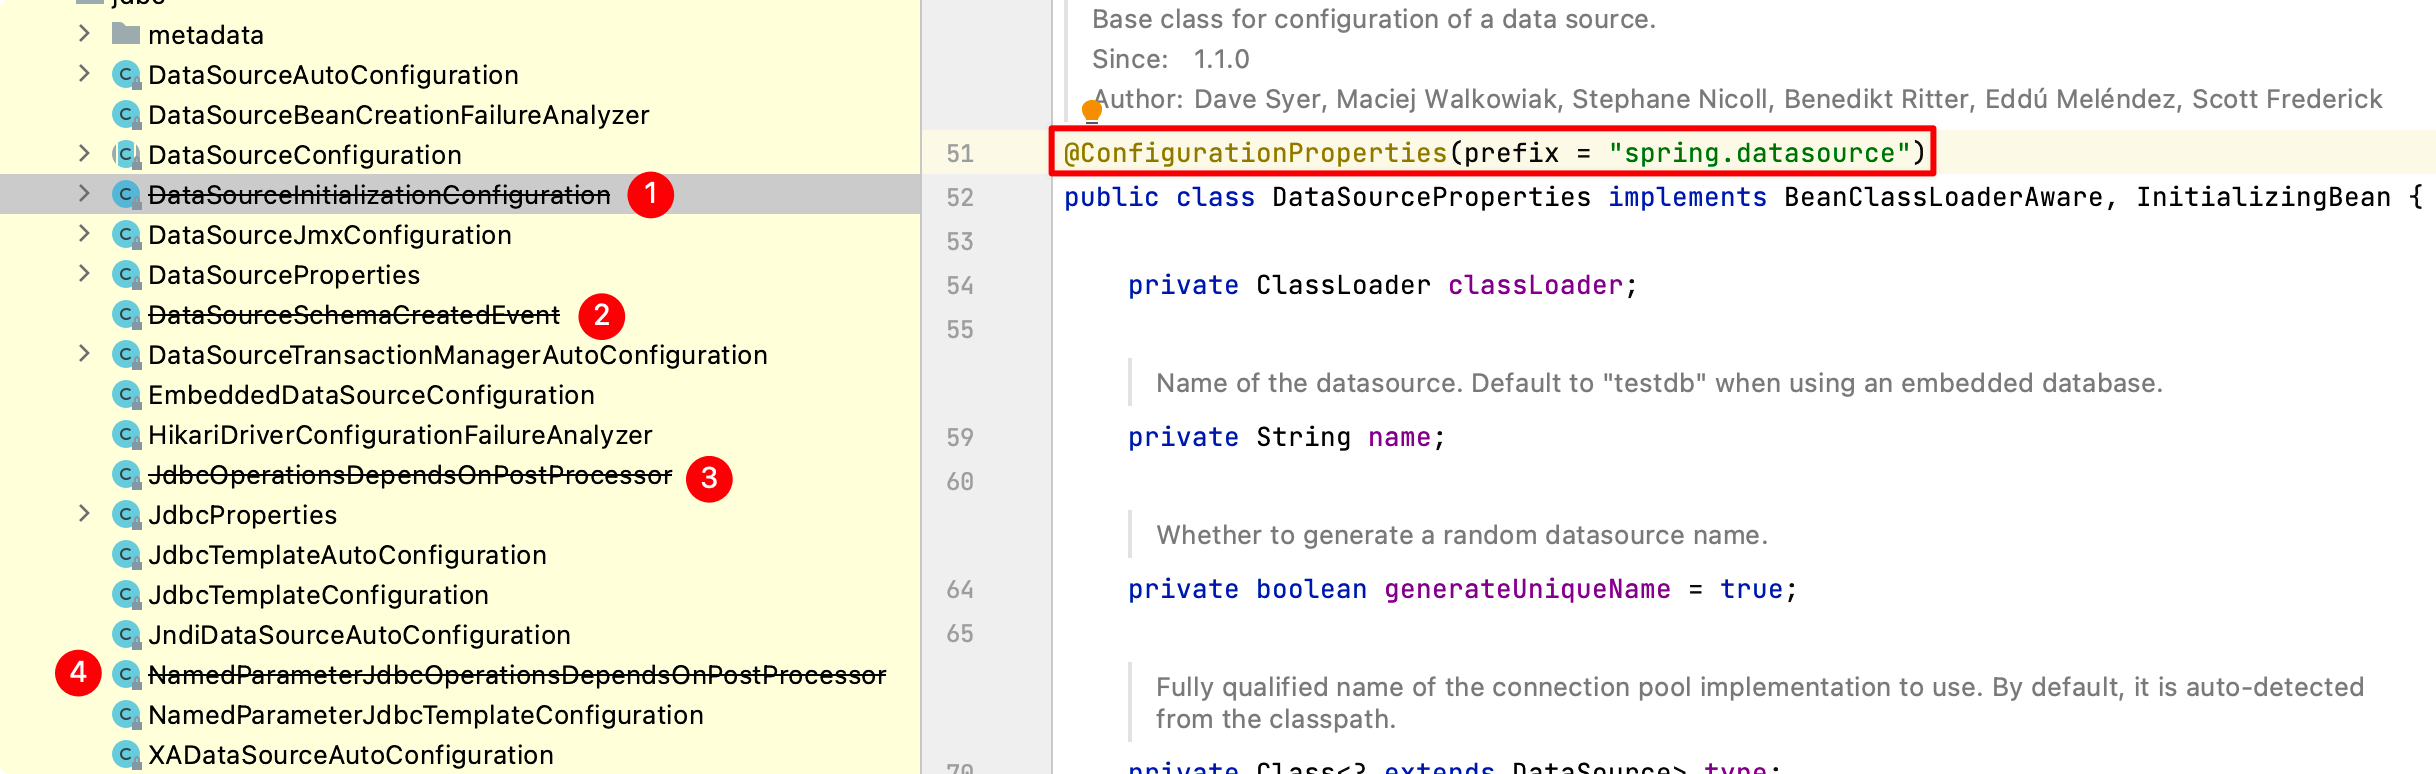 jdbc
metadata
DataSourceAutoConfiguration
DataSourceBeanCreationFailureAnalyzer
DataSourceConfiguration
DataSourceInitializationConfiguration 1
DataSourceJmxConfiguration
DataSourceProperties
DataSourceSchemaCreatedEvent 2
DataSourceTransactionManagerAutoConfiguration
EmbeddedDataSourceConfiguration
HikariDriverConfigurationFailureAnalyzer
JdbcOperationsDependsOnPostProcessor 3
JdbcProperties
JdbcTemplateAutoConfiguration
JdbcTemplateConfiguration
JndiDataSourceAutoConfiguration
4 NamedParameterJdbcOperationsDependsOnPostProcessor
NamedParameterJdbcTemplateConfiguration
XADataSourceAutoConfiguration
Base class for configuration of a data source.
Since: 1.1.0
Author: Dave Syer, Maciej Walkowiak, Stephane Nicoll, Benedikt Ritter, Eddú Meléndez, Scott Frederick
51 @ConfigurationProperties(prefix = "spring.datasource")
52 public class DataSourceProperties implements BeanClassLoaderAware, InitializingBean {
53
54 private ClassLoader classLoader;
55
Name of the datasource. Default to "testdb" when using an embedded database.
59 private String name;
60
Whether to generate a random datasource name.
64 private boolean generateUniqueName = true;
65
Fully qualified name of the connection pool implementation to use. By default, it is auto-detected
from the classpath.
70 private Class<? extends DataSource> type;